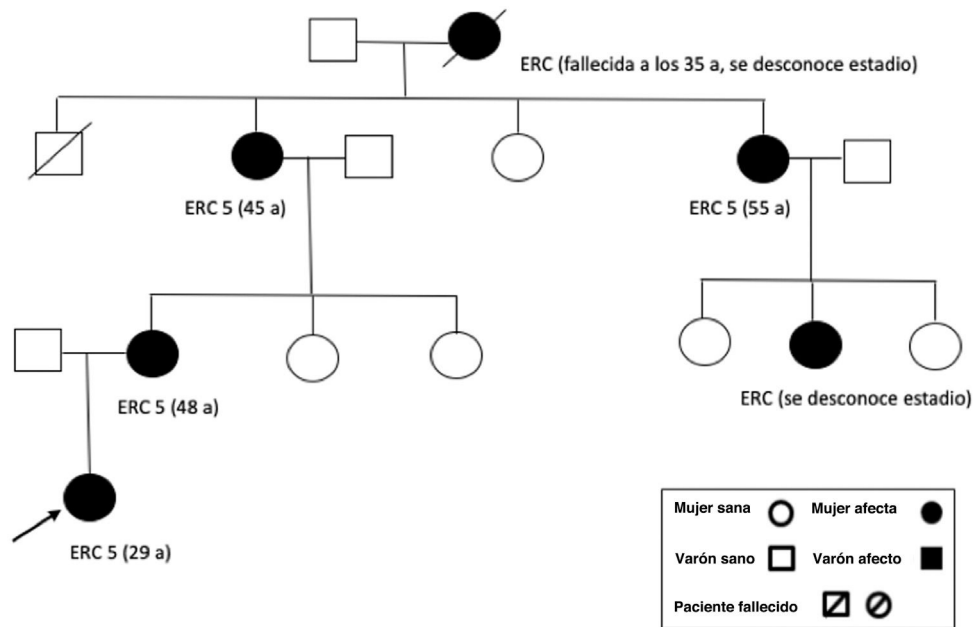 ERC (fallecida a los 35 a, se desconoce estadio)
ERC 5 (45 a)
ERC 5 (55 a)
ERC 5 (48 a)
ERC (se desconoce estadio)
ERC 5 (29 a)
Mujer sana
Mujer afecta
Varón sano
Varón afecto
Paciente fallecido